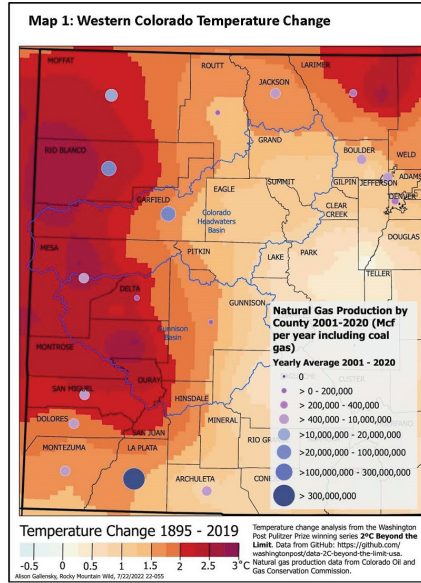 Map 1: Western Colorado Temperature Change
MOFFAT
ROUTT
LARIMER
JACKSON
GRAND
BOULDER
WELD
RIO BLANCO
GARFIELD
EAGLE
SUMMIT
GILPIN
JEFFERSON
ADAMS
DENVER
CLEAR
CREEK
Colorado
Headwaters
Basin
DOUGLAS
MESA
PITKIN
LAKE
PARK
TELLER
DELTA
GUNNISON
Gunnison
Basin
MONTROSE
OURAY
SAN MIGUEL
HINSDALE
DOLORES
SAN JUAN
MINERAL
RIO GR
MONTEZUMA
LA PLATA
ARCHULETA
CON
CUSTER
Natural Gas Production by
County 2001-2020 (Mcf
per year including coal
gas)
Yearly Average 2001 - 2020
0
> 0 - 200,000
> 200,000 - 400,000
> 400,000 - 10,000,000
>10,000,000 - 20,000,000
>20,000,000 - 100,000,000
>100,000,000 - 300,000,000
> 300,000,000
Temperature Change 1895 - 2019
-0.5 0 0.5 1 1.5 2 2.5 3°C
Alison Gallensky, Rocky Mountain Wild, 7/22/2022 22-055
Temperature change analysis from the Washington
Post Pulitzer Prize winning series 2ºC Beyond the
Limit. Data from GitHub: https://github.com/
washingtonpost/data-2C-beyond-the-limit-usa.
Natural gas production data from Colorado Oil and
Gas Conservation Commission.